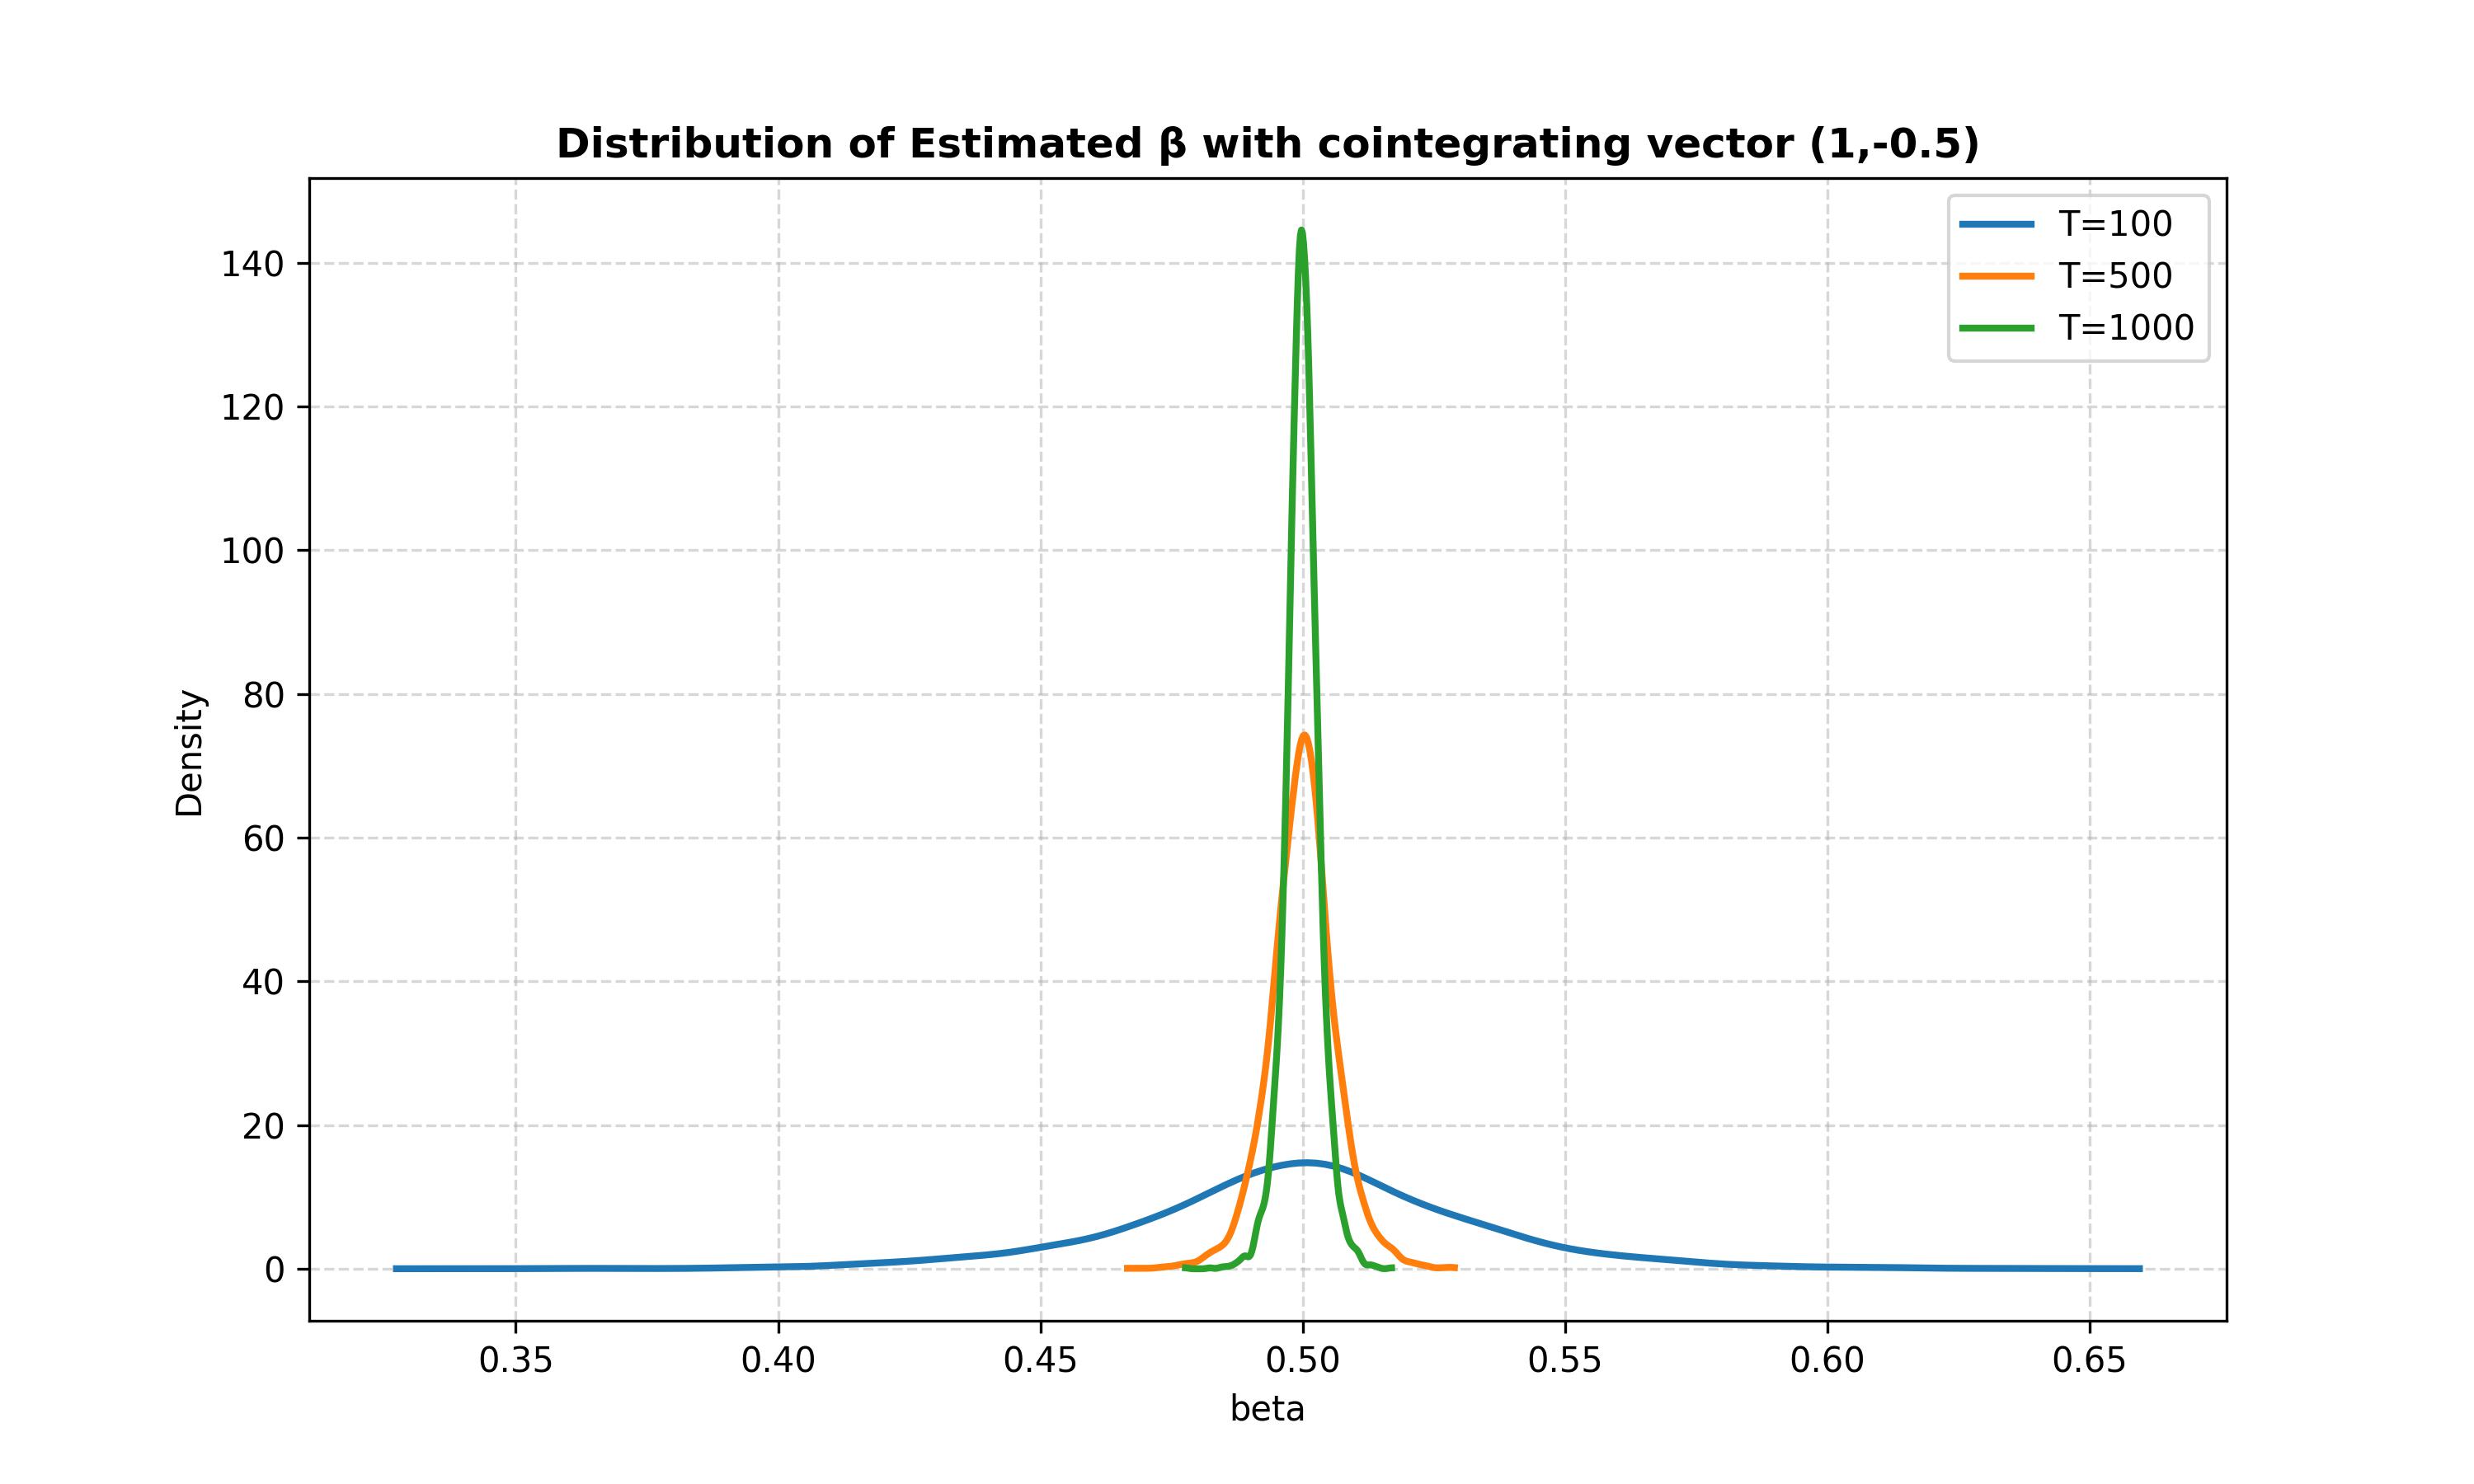 Distribution of Estimated β with cointegrating vector (1,-0.5)
T=100
T=500
T=1000
140
120
100
80
60
40
20
0
Density
0.35 0.40 0.45 0.50 0.55 0.60 0.65
beta